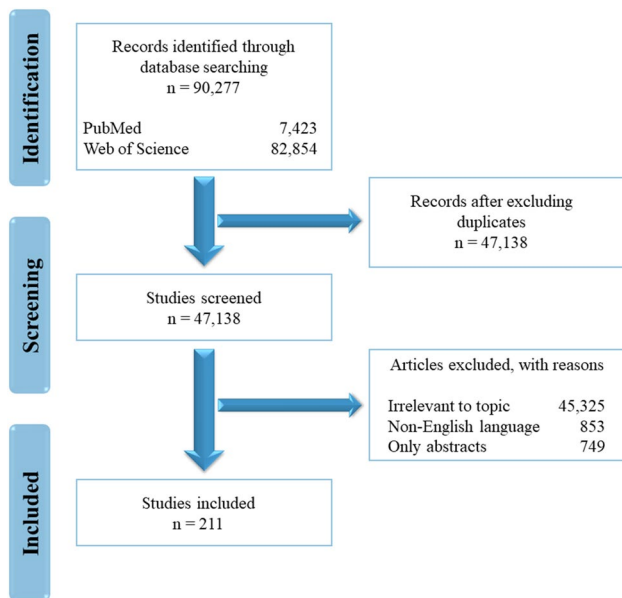 Identification
Records identified through
database searching
n = 90,277
PubMed 7,423
Web of Science 82,854
Records after excluding
duplicates
n = 47,138
Screening
Studies screened
n = 47,138
Articles excluded, with reasons
Irrelevant to topic 45,325
Non-English language 853
Only abstracts 749
Included
Studies included
n = 211